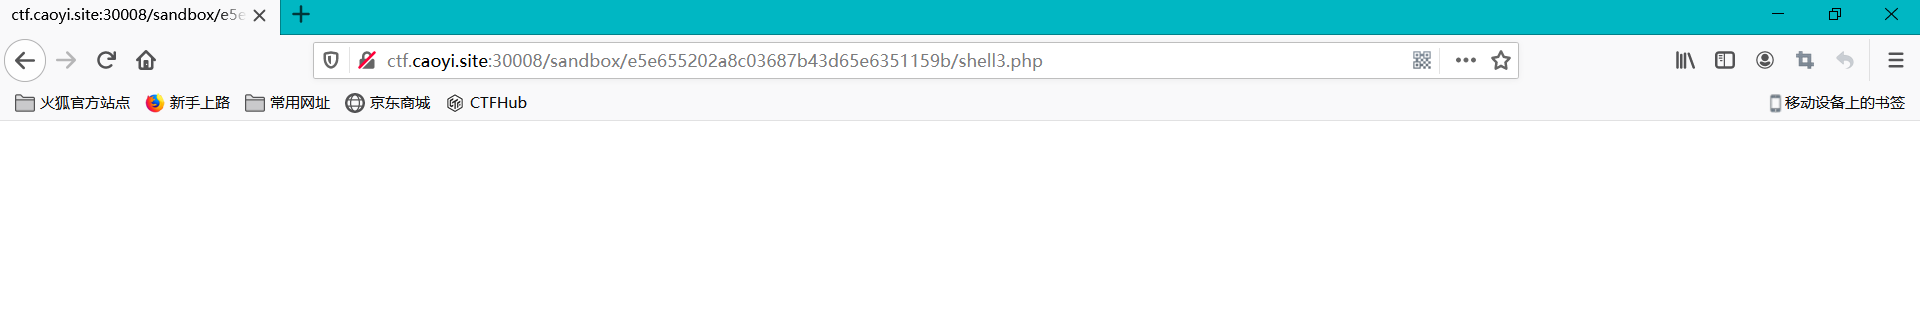 ctf.caoyi.site:30008/sandbox/e5e
ctf.caoyi.site:30008/sandbox/e5e655202a8c03687b43d65e6351159b/shell3.php
火狐官方站点 新手上路 常用网址 京东商城 CTFHub 移动设备上的书签